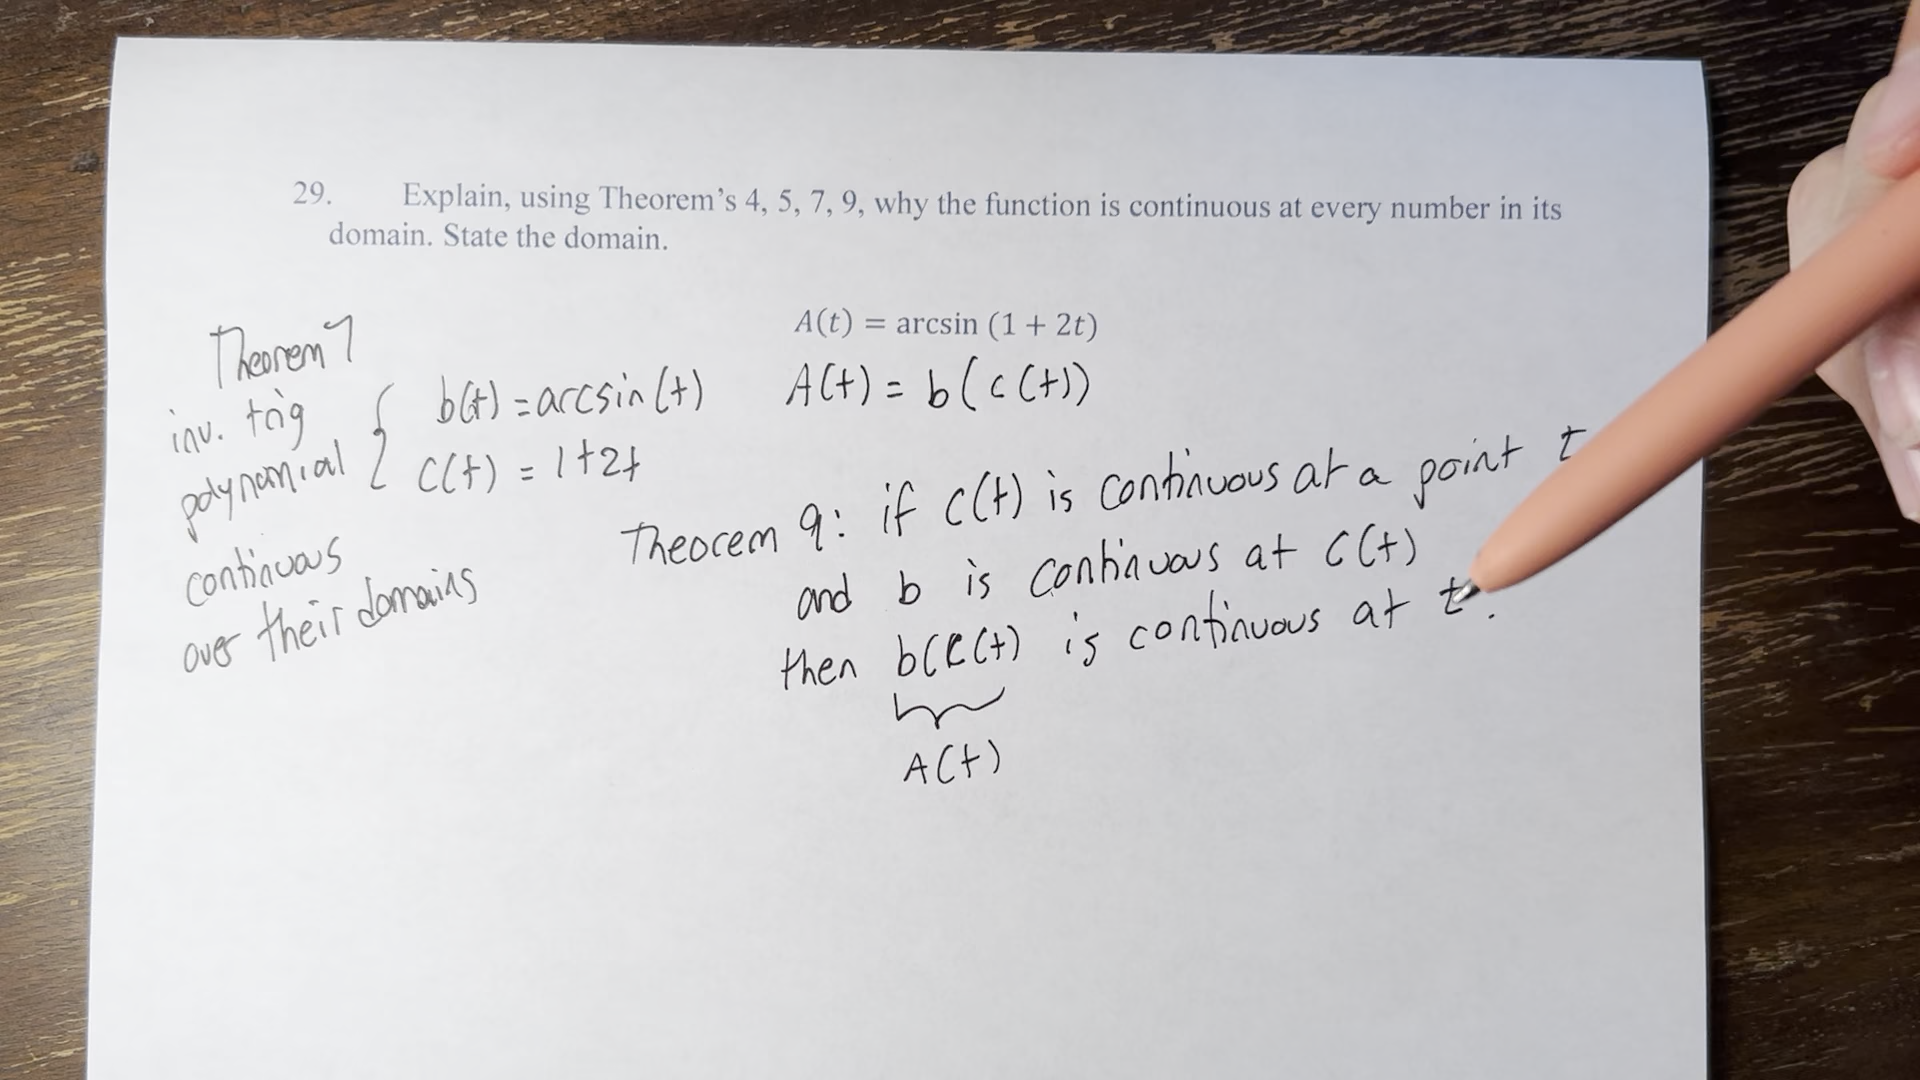 29. Explain, using Theorem's 4, 5, 7, 9, why the function is continuous at every number in its
domain. State the domain.
A(t) = arcsin (1 + 2t)
A(t) = b(c(t))
Theorem 7
inv. trig
polynomial
b(t) = arcsin(t)
c(t) = 1+2t
continuous
over their domains
Theorem 9: if c(t) is continuous at a point t
and b is continuous at c(t)
then b(c(t) is continuous at t.
A(t)